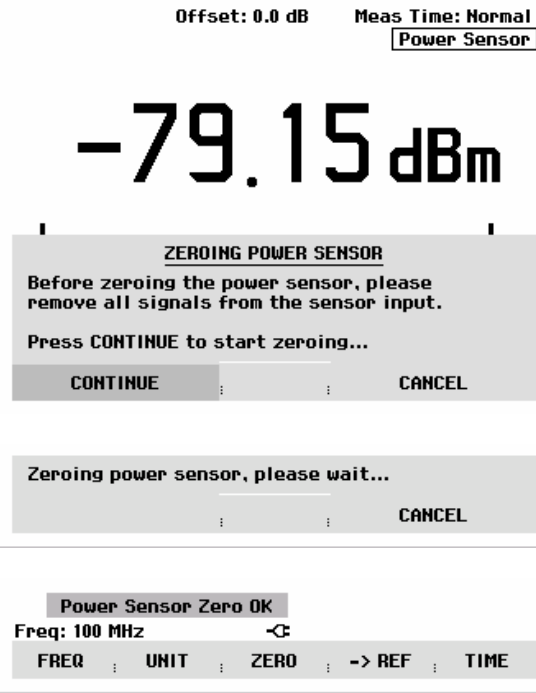 Offset: 0.0 dB Meas Time: Normal
Power Sensor
-79.15 dBm
ZEROING POWER SENSOR
Before zeroing the power sensor, please
remove all signals from the sensor input.
Press CONTINUE to start zeroing...
CONTINUE CANCEL
Zeroing power sensor, please wait...
CANCEL
Power Sensor Zero OK
Freq: 100 MHz
FREQ UNIT ZERO -> REF TIME